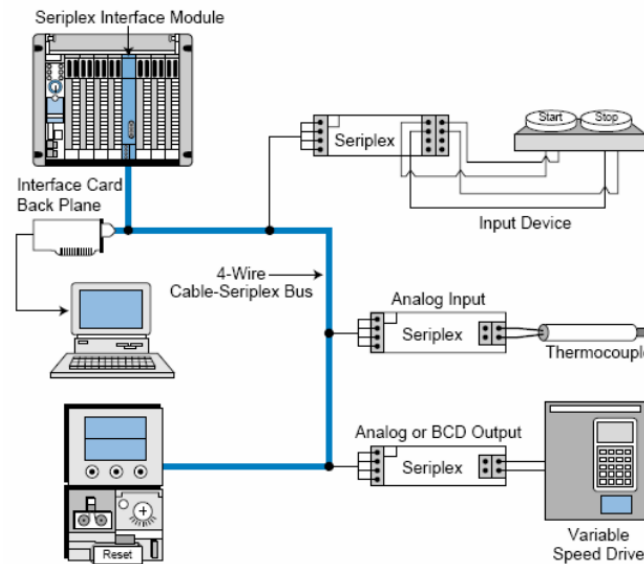 Seriplex Interface Module
Start
Stop
Seriplex
Interface Card
Back Plane
Input Device
4-Wire
Cable-Seriplex Bus
Analog Input
Seriplex
Thermocouple
Analog or BCD Output
Seriplex
Reset
Variable
Speed Drive